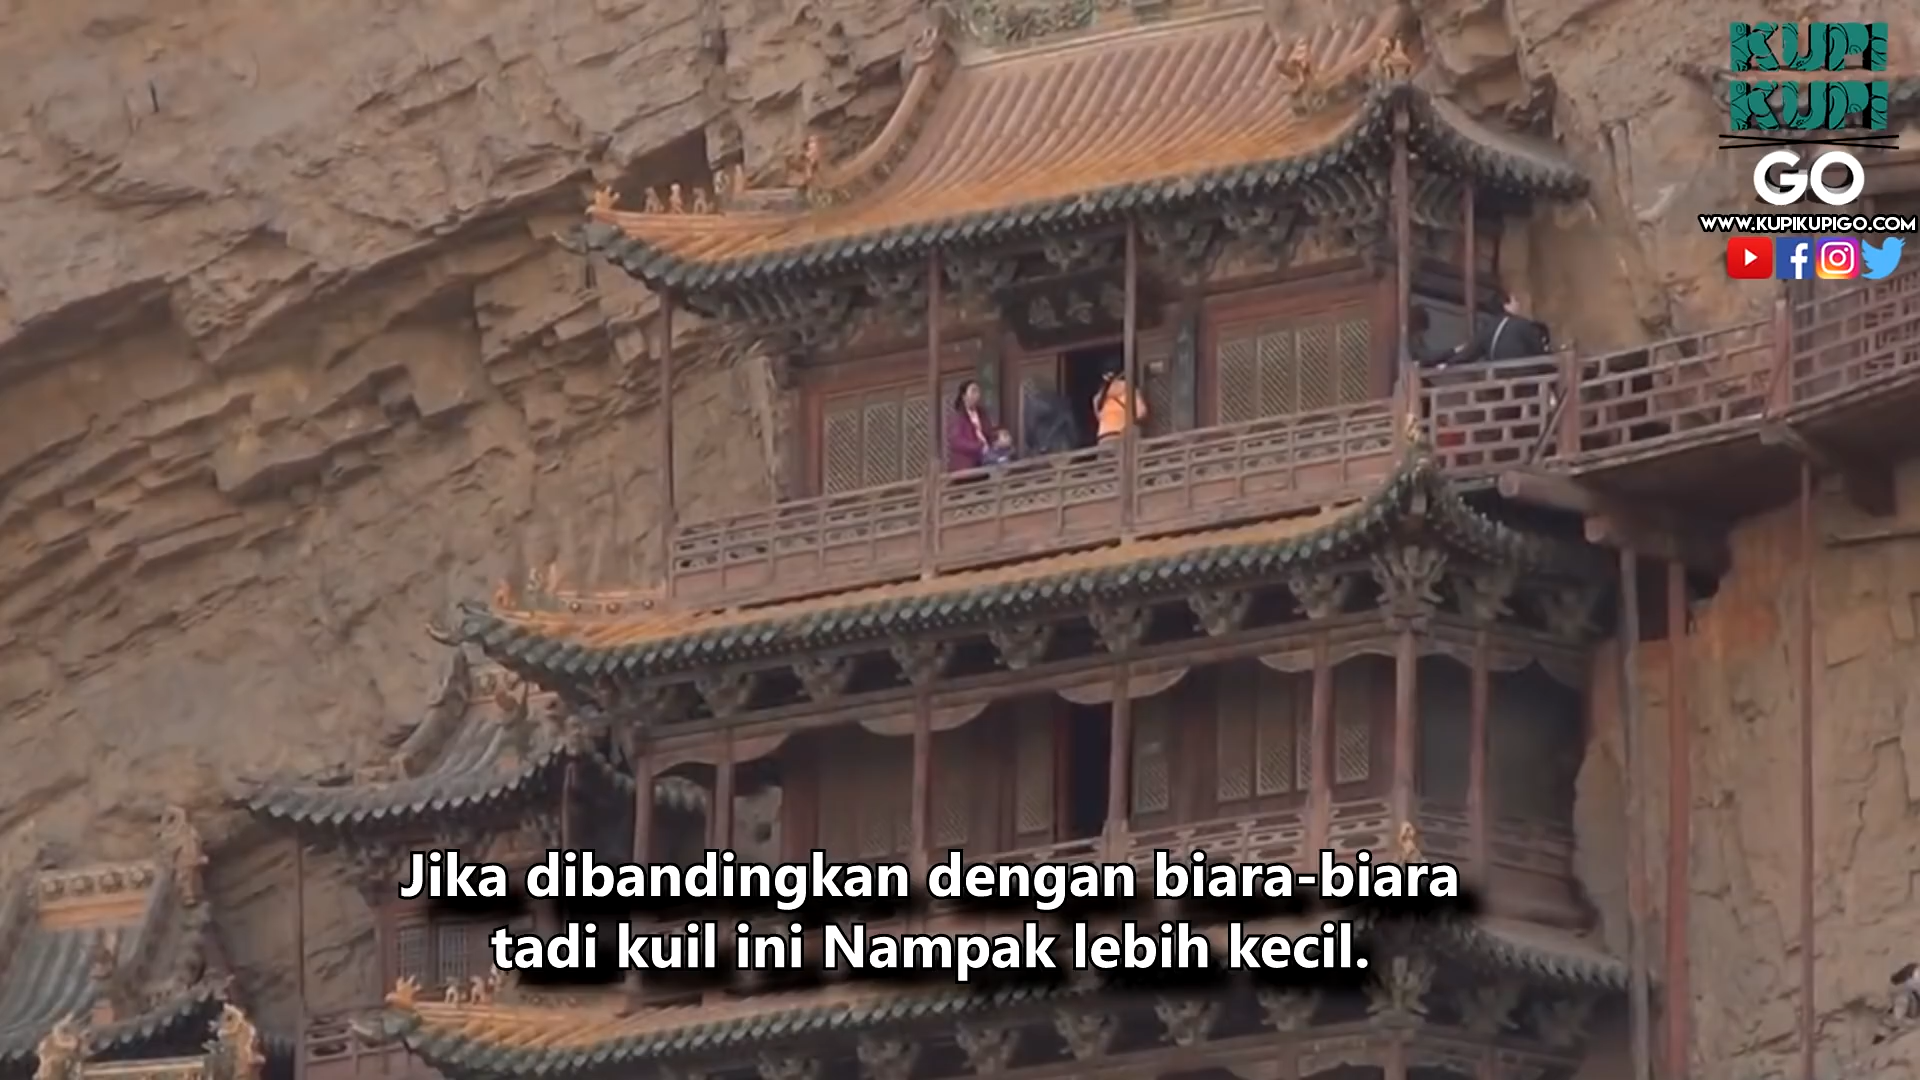 KUPI
KUPI
GO
WWW.KUPIKUPIGO.COM
Jika dibandingkan dengan biara-biara
tadi kuil ini Nampak lebih kecil.